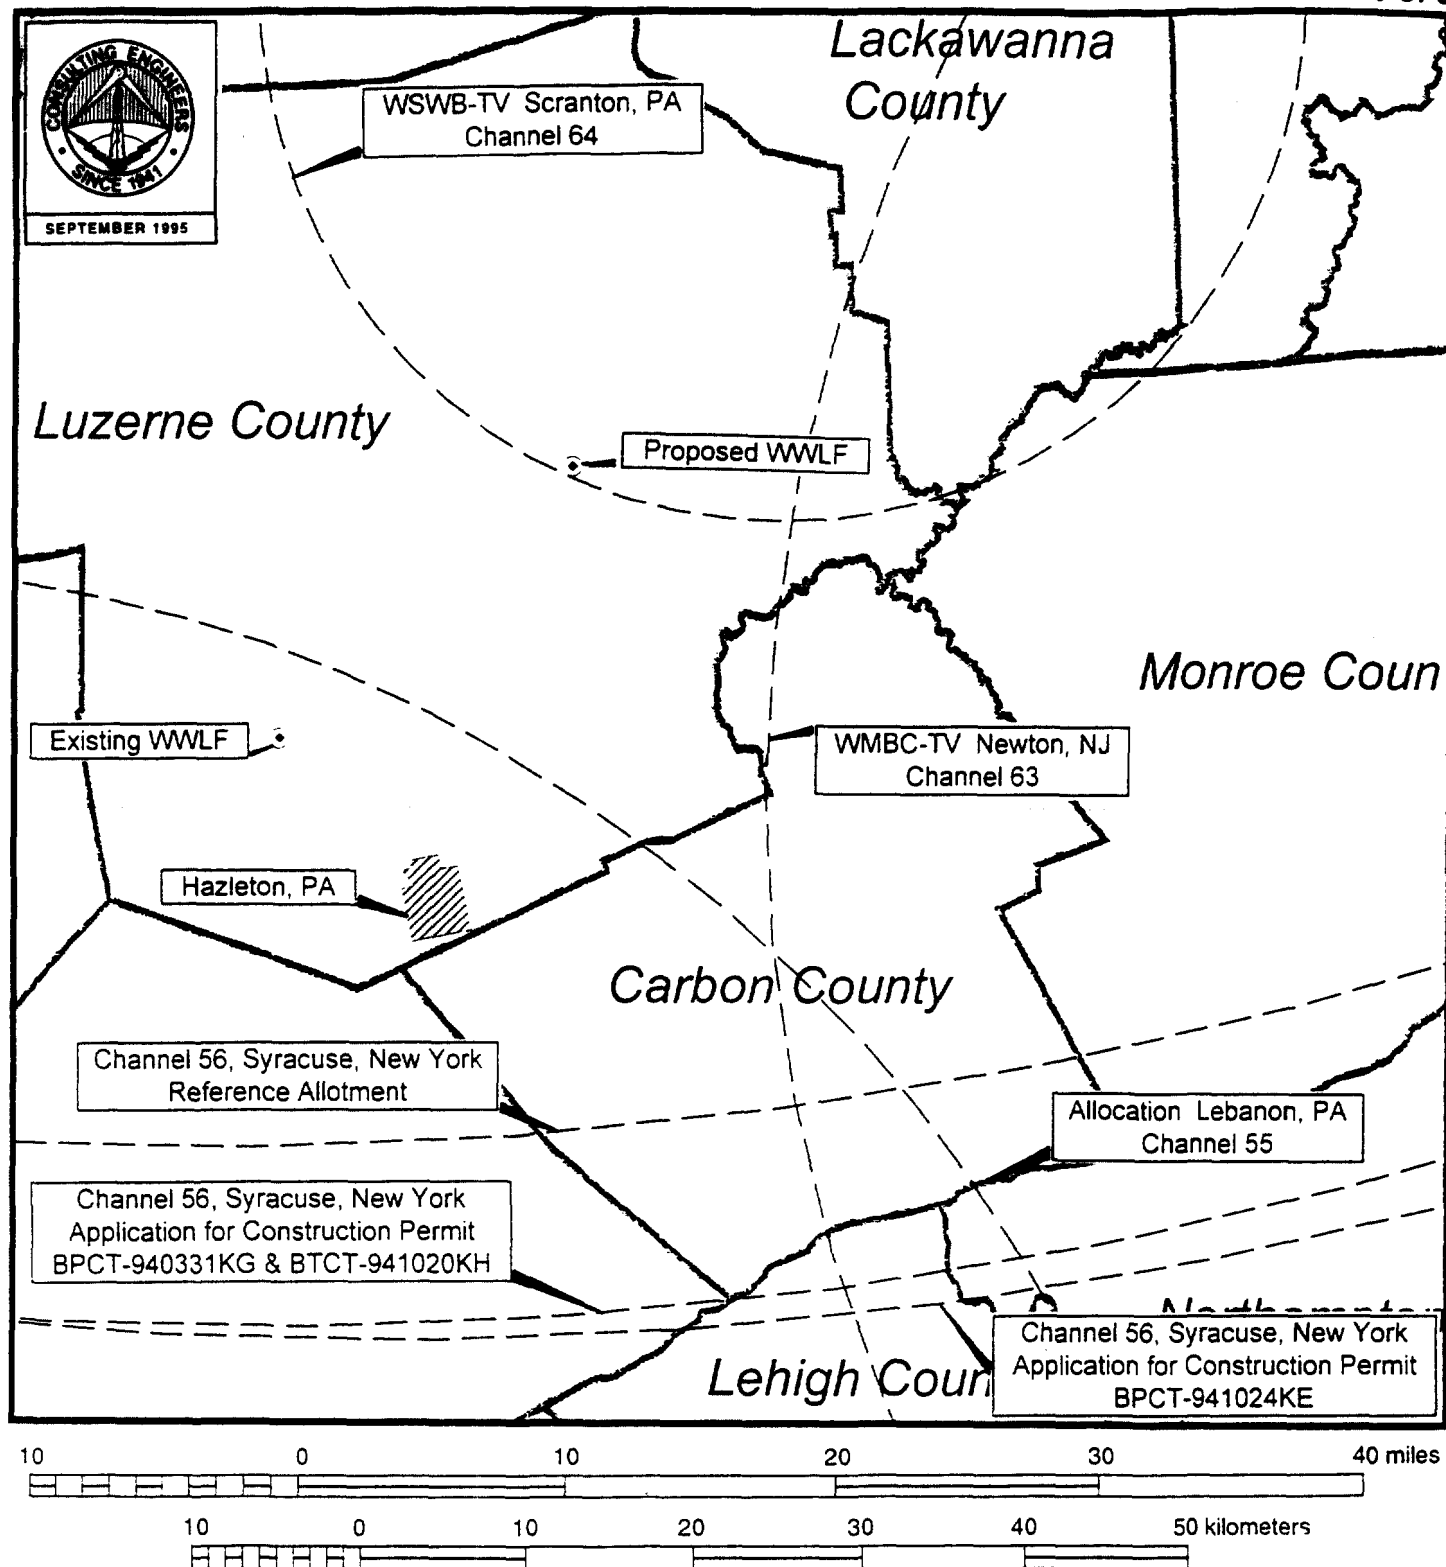 CONSULTING ENGINEERS
SINCE 1941
SEPTEMBER 1995
Lackawanna
County
WSWB-TV Scranton, PA
Channel 64
Luzerne County
Proposed WWLF
Monroe Coun
Existing WWLF
WMBC-TV Newton, NJ
Channel 63
Hazleton, PA
Carbon County
Channel 56, Syracuse, New York
Reference Allotment
Allocation Lebanon, PA
Channel 55
Channel 56, Syracuse, New York
Application for Construction Permit
BPCT-940331KG & BTCT-941020KH
Channel 56, Syracuse, New York
Application for Construction Permit
BPCT-941024KE
Lehigh Coun
10 0 10 20 30 40 miles
10 0 10 20 30 40 50 kilometers